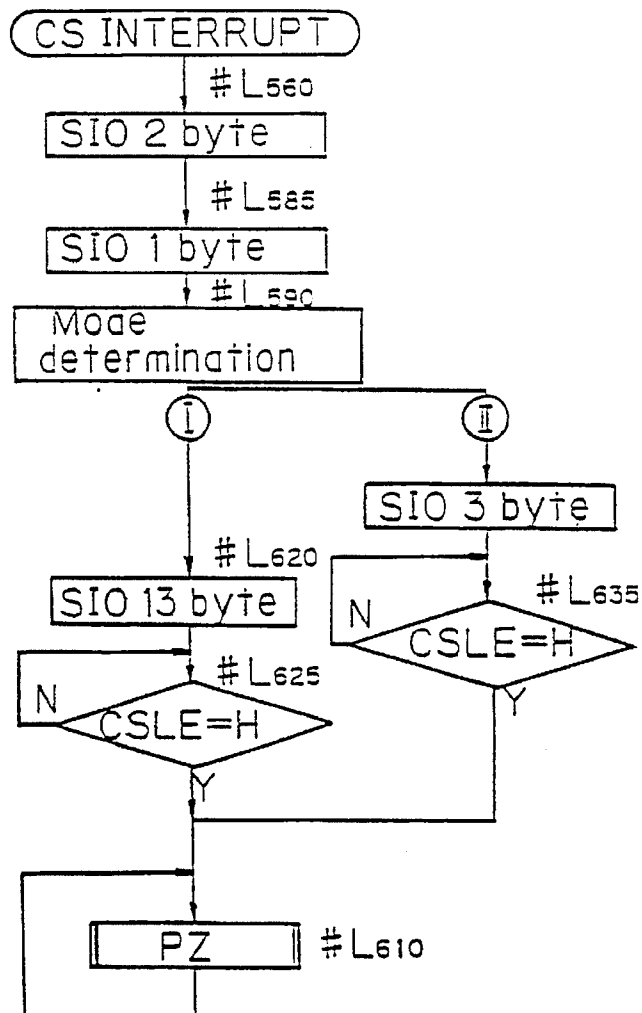 CS INTERRUPT
#L560
SIO 2 byte
#L585
SIO 1 byte
#L590
Mode
determination
I
II
SIO 3 byte
#L620
SIO 13 byte
#L635
N
CSLE=H
Y
#L625
N
CSLE=H
Y
PZ
#L610